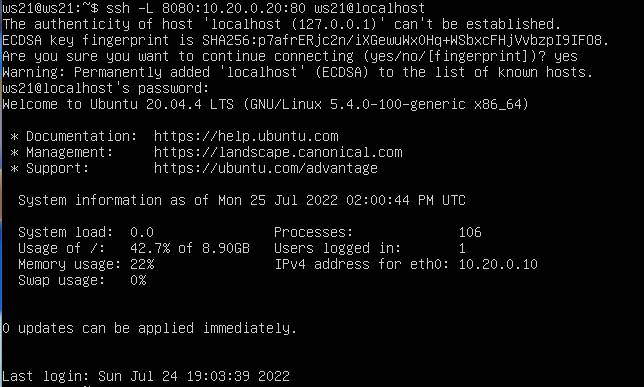 ws21@ws21:~$ ssh -L 8080:10.20.0.20:80 ws21@localhost
The authenticity of host 'localhost (127.0.0.1)' can't be established.
ECDSA key fingerprint is SHA256:p7afrERjc2n/iXGewuWxOHq+WSbxcFHjVvbzpI9IFO8.
Are you sure you want to continue connecting (yes/no/[fingerprint])? yes
Warning: Permanently added 'localhost' (ECDSA) to the list of known hosts.
ws21@localhost's password:
Welcome to Ubuntu 20.04.4 LTS (GNU/Linux 5.4.0-100-generic x86_64)
* Documentation:  https://help.ubuntu.com
* Management:     https://landscape.canonical.com
* Support:        https://ubuntu.com/advantage
System information as of Mon 25 Jul 2022 02:00:44 PM UTC
System load:  0.0               Processes:             106
Usage of /:   42.7% of 8.90GB   Users logged in:       1
Memory usage: 22%               IPv4 address for eth0: 10.20.0.10
Swap usage:   0%
0 updates can be applied immediately.
Last login: Sun Jul 24 19:03:39 2022